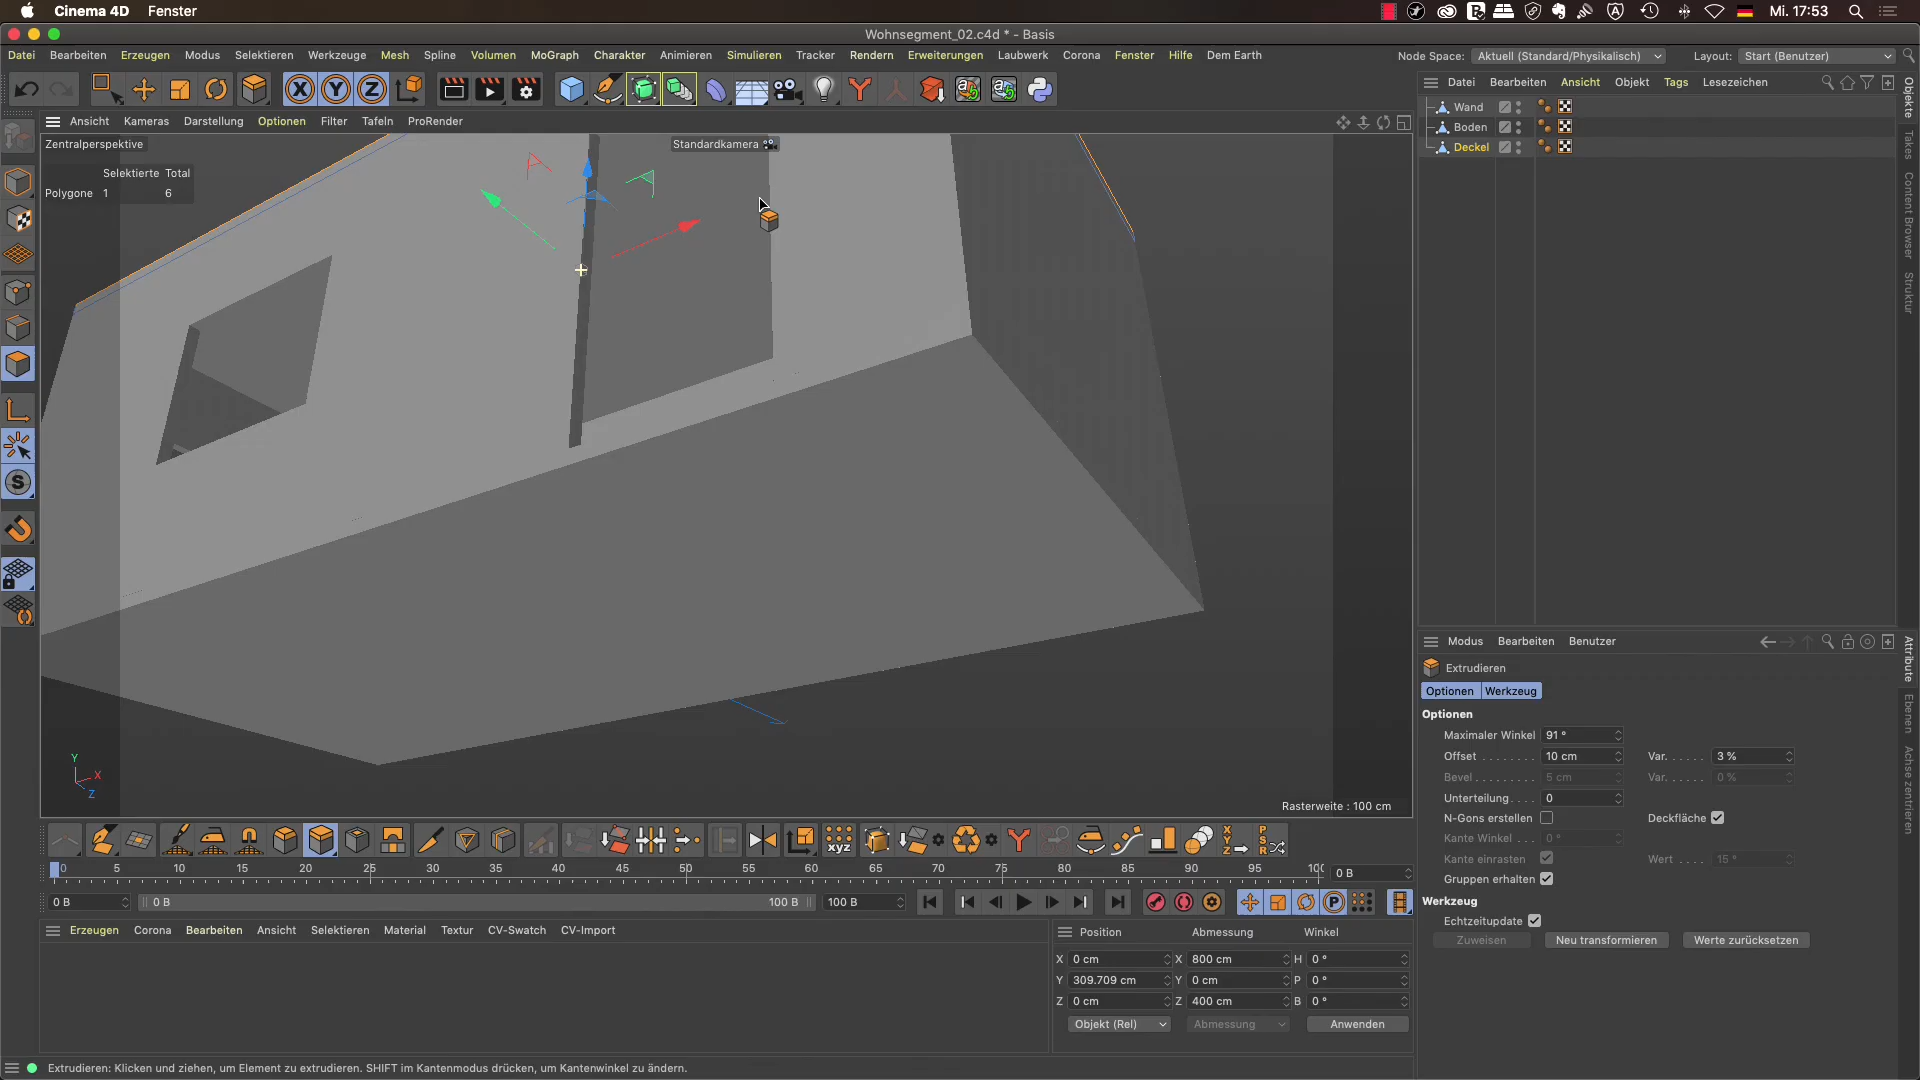 Cinema 4D Fenster
Mi. 17:53
Wohnsegment_02.c4d * - Basis
Datei Bearbeiten Erzeugen Modus Selektieren Werkzeuge Mesh Spline Volumen MoGraph Charakter Animieren Simulieren Tracker Rendern Erweiterungen Laubwerk Corona Fenster Hilfe Dem Earth
Node Space: Aktuell (Standard/Physikalisch) Layout: Start (Benutzer)
X Y Z
Datei Bearbeiten Ansicht Objekt Tags Lesezeichen
Wand
Boden
Deckel
Objekte
Takes
Content Browser
Struktur
Ansicht Kameras Darstellung Optionen Filter Tafeln ProRender
Zentralperspektive
Standardkamera
Selektierte Total
Polygone 1 6
Y
X
Z
Rasterweite : 100 cm
Modus Bearbeiten Benutzer
Extrudieren
Optionen Werkzeug
Optionen
Maximaler Winkel 91 °
Offset 10 cm Var. 3 %
Bevel 5 cm Var. 0 %
Unterteilung 0
N-Gons erstellen Deckfläche
Kante Winkel 0 °
Kante einrasten Wert 15 °
Gruppen erhalten
Werkzeug
Echtzeitupdate
Zuweisen Neu transformieren Werte zurücksetzen
Attribute
Ebenen
Achse zentrieren
0 5 10 15 20 25 30 35 40 45 50 55 60 65 70 75 80 85 90 95 100 0 B
0 B 0 B 100 B 100 B
Erzeugen Corona Bearbeiten Ansicht Selektieren Material Textur CV-Swatch CV-Import
Position Abmessung Winkel
X 0 cm X 800 cm H 0 °
Y 309.709 cm Y 0 cm P 0 °
Z 0 cm Z 400 cm B 0 °
Objekt (Rel) Abmessung Anwenden
Extrudieren: Klicken und ziehen, um Element zu extrudieren. SHIFT im Kantenmodus drücken, um Kantenwinkel zu ändern.